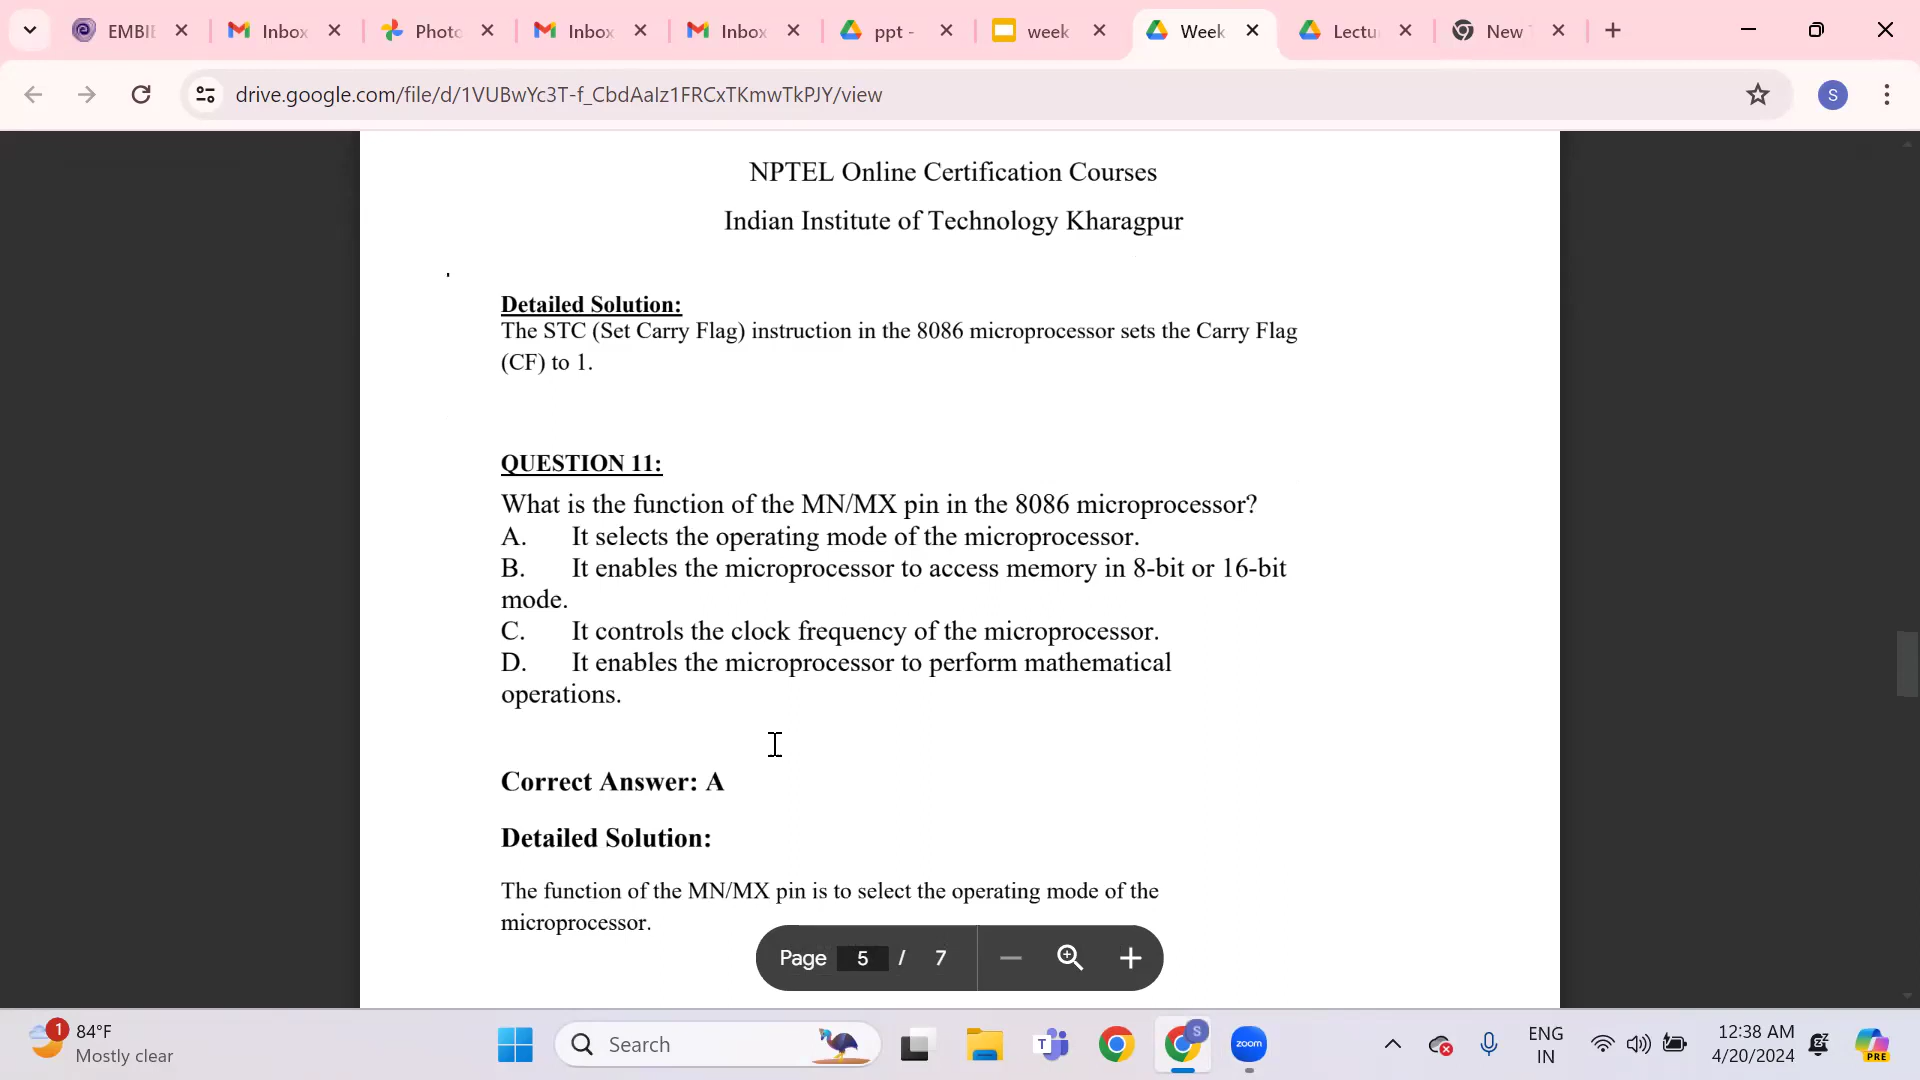 EMBIE
Inbox
Photo
Inbox
Inbox
ppt -
week
Week
Lectu
New T
drive.google.com/file/d/1VUBwYc3T-f_CbdAaIz1FRCxTKmwTkPJY/view
S
NPTEL Online Certification Courses
Indian Institute of Technology Kharagpur
Detailed Solution:
The STC (Set Carry Flag) instruction in the 8086 microprocessor sets the Carry Flag
(CF) to 1.
QUESTION 11:
What is the function of the MN/MX pin in the 8086 microprocessor?
A. It selects the operating mode of the microprocessor.
B. It enables the microprocessor to access memory in 8-bit or 16-bit
mode.
C. It controls the clock frequency of the microprocessor.
D. It enables the microprocessor to perform mathematical
operations.
Correct Answer: A
Detailed Solution:
The function of the MN/MX pin is to select the operating mode of the
microprocessor.
Page 5 / 7
1
84°F
Mostly clear
Search
T
S
zoom
ENG
IN
12:38 AM
4/20/2024
PRE